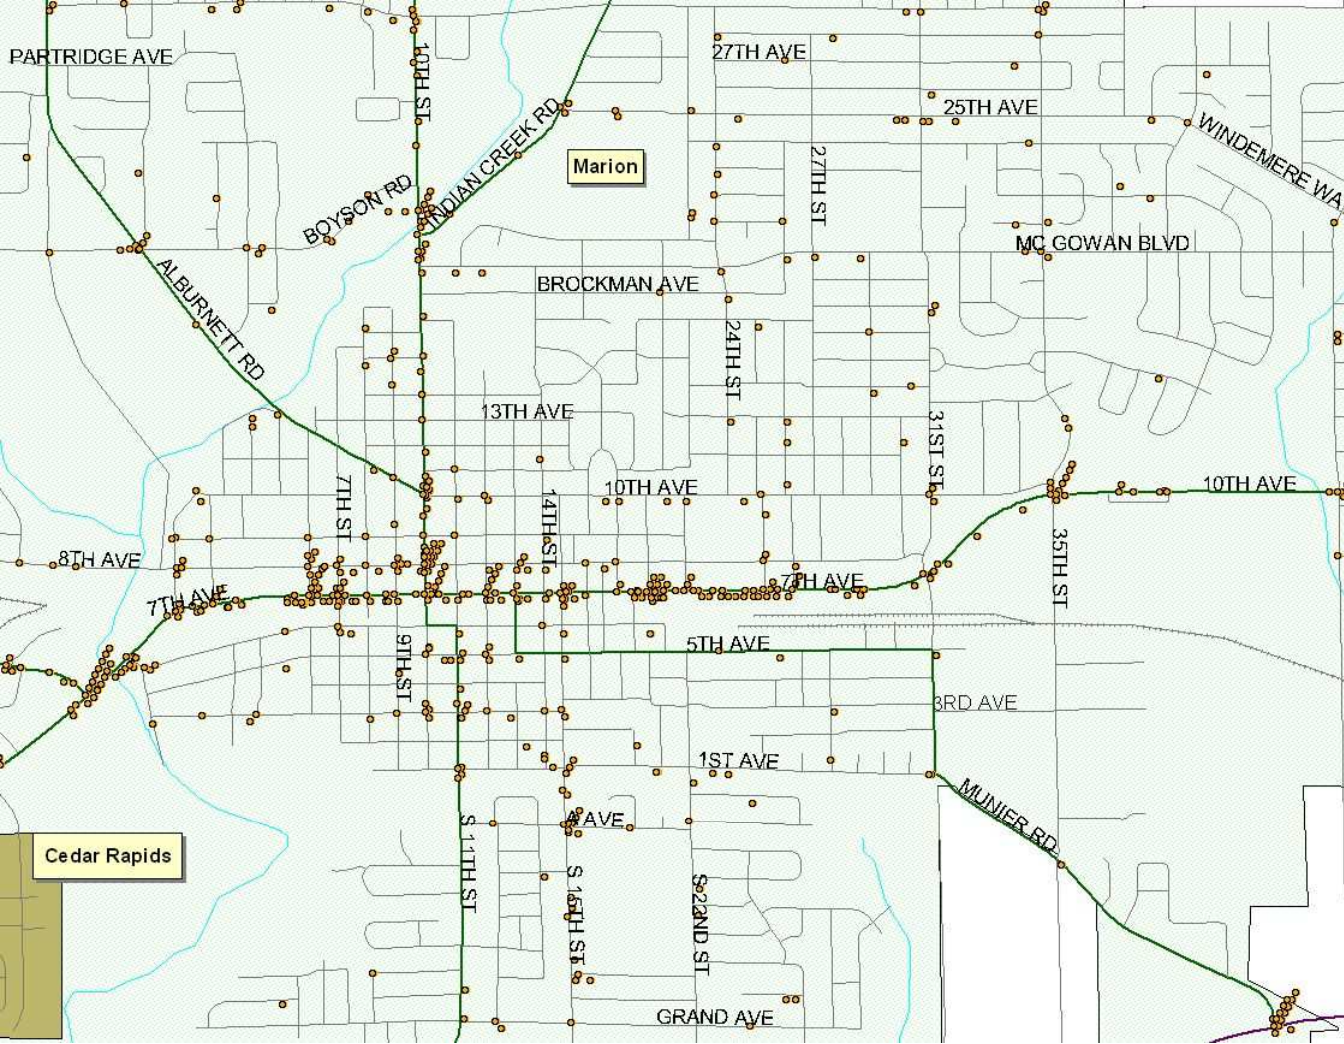 27TH AVE
PARTRIDGE AVE
10TH ST
25TH AVE
INDIAN CREEK RD
WINDEMERE WA
Marion
27TH ST
BOYSON RD
MC GOWAN BLVD
ALBURNETT RD
BROCKMAN AVE
24TH ST
13TH AVE
31ST ST
7TH ST
14TH ST
10TH AVE
10TH AVE
35TH ST
8TH AVE
7TH AVE
7TH AVE
9TH ST
5TH AVE
3RD AVE
1ST AVE
MUNIER RD
A AVE
S 11TH ST
Cedar Rapids
S 15TH ST
S 22ND ST
GRAND AVE